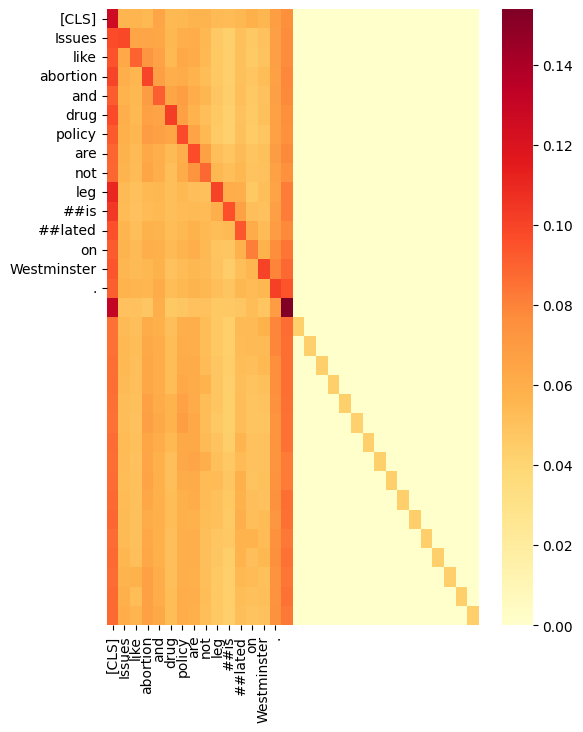 [CLS]
Issues
like
abortion
and
drug
policy
are
not
leg
##is
##lated
on
Westminster
.
0.14
0.12
0.10
0.08
0.06
0.04
0.02
0.00
[CLS]
Issues
like
abortion
and
drug
policy
are
not
leg
##is
##lated
on
Westminster
.